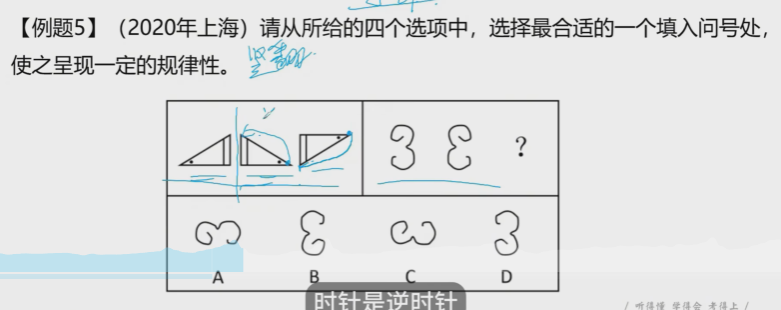 【例题5】(2020年上海)请从所给的四个选项中，选择最合适的一个填入问号处，
使之呈现一定的规律性。
?
A B C D
时针是逆时针
/ 听得懂 学得会 考得上 /